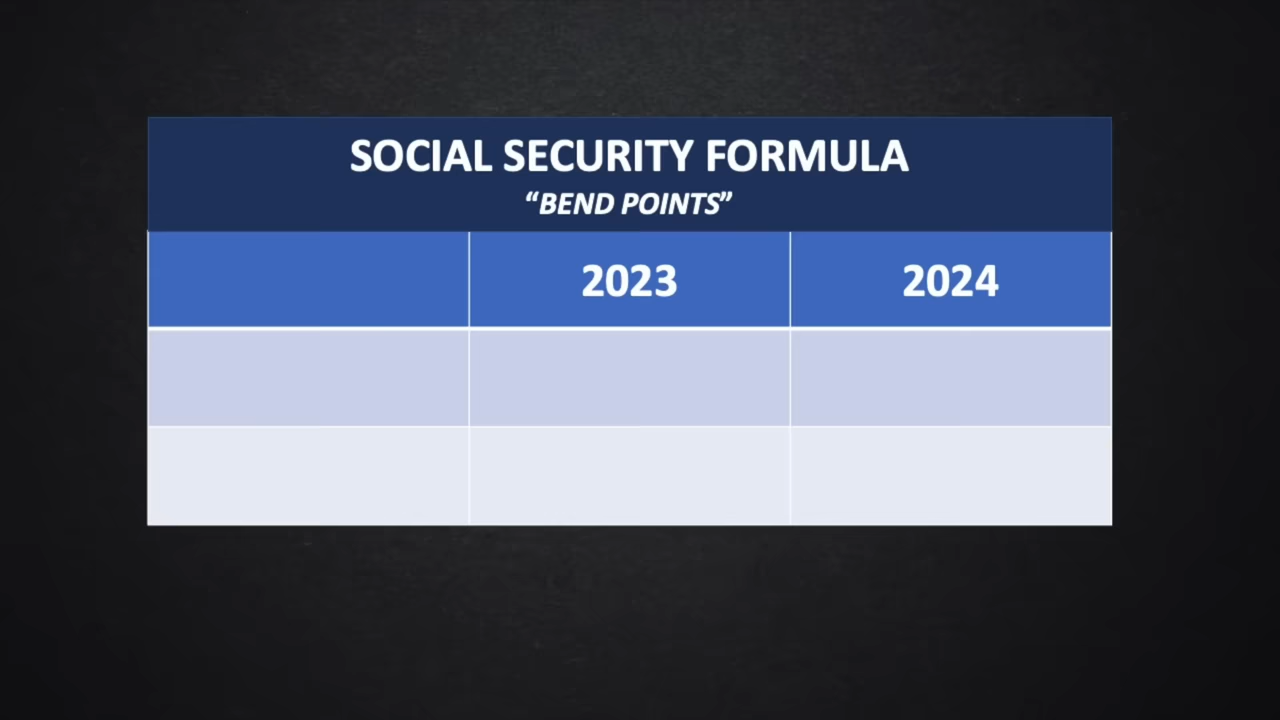 SOCIAL SECURITY FORMULA
“BEND POINTS”
2023 2024